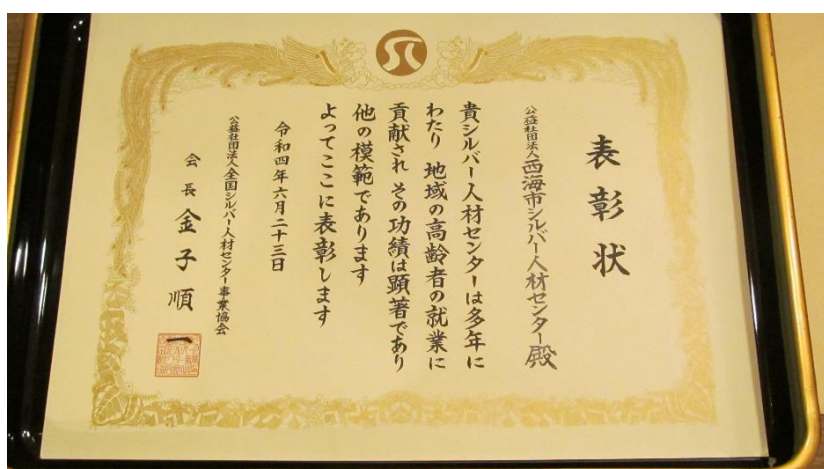 表彰状
公益社団法人西海市シルバー人材センター殿
貴シルバー人材センターは多年に
わたり 地域の高齢者の就業に
貢献され その功績は顕著であり
他の模範であります
よってここに表彰します
令和四年六月二十三日
公益社団法人全国シルバー人材センター事業協会
会長 金子順一